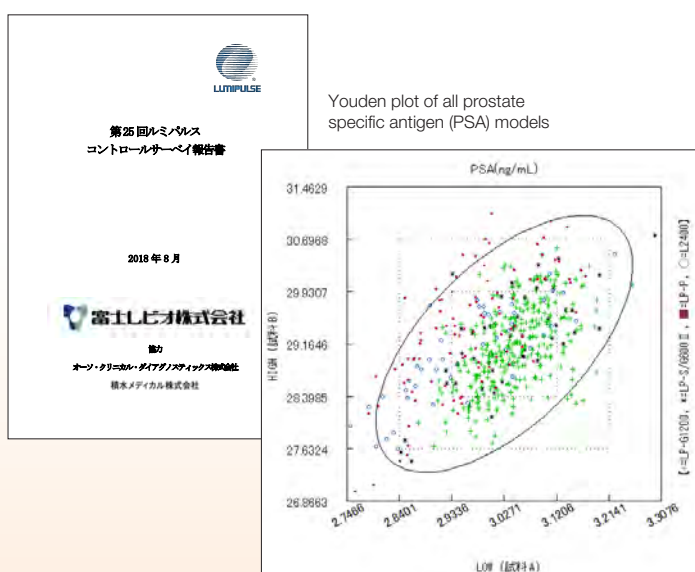 LUMIPULSE
第25回ルミパルス
コントロールサーベイ報告書
2018年8月
富士レビオ株式会社
協力
オーソ・クリニカル・ダイアグノスティックス株式会社
積水メディカル株式会社
Youden plot of all prostate
specific antigen (PSA) models
PSA(ng/mL)
31.4629
30.6968
29.9307
29.1646
28.3985
27.6324
26.8663
HIGH (試料B)
2.7466
2.8401
2.9336
3.0271
3.1206
3.2141
3.3076
LOW (試料A)
[+=LP-G1200, *=LP-S/G600Ⅱ, ■=LP-P, ○=L2400]